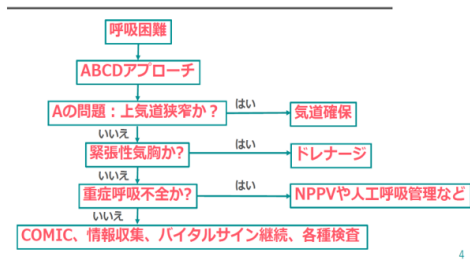 呼吸困難
ABCDアプローチ
Aの問題：上気道狭窄か？
はい
気道確保
いいえ
緊張性気胸か?
はい
ドレナージ
いいえ
重症呼吸不全か?
はい
NPPVや人工呼吸管理など
いいえ
COMIC、情報収集、バイタルサイン継続、各種検査
4